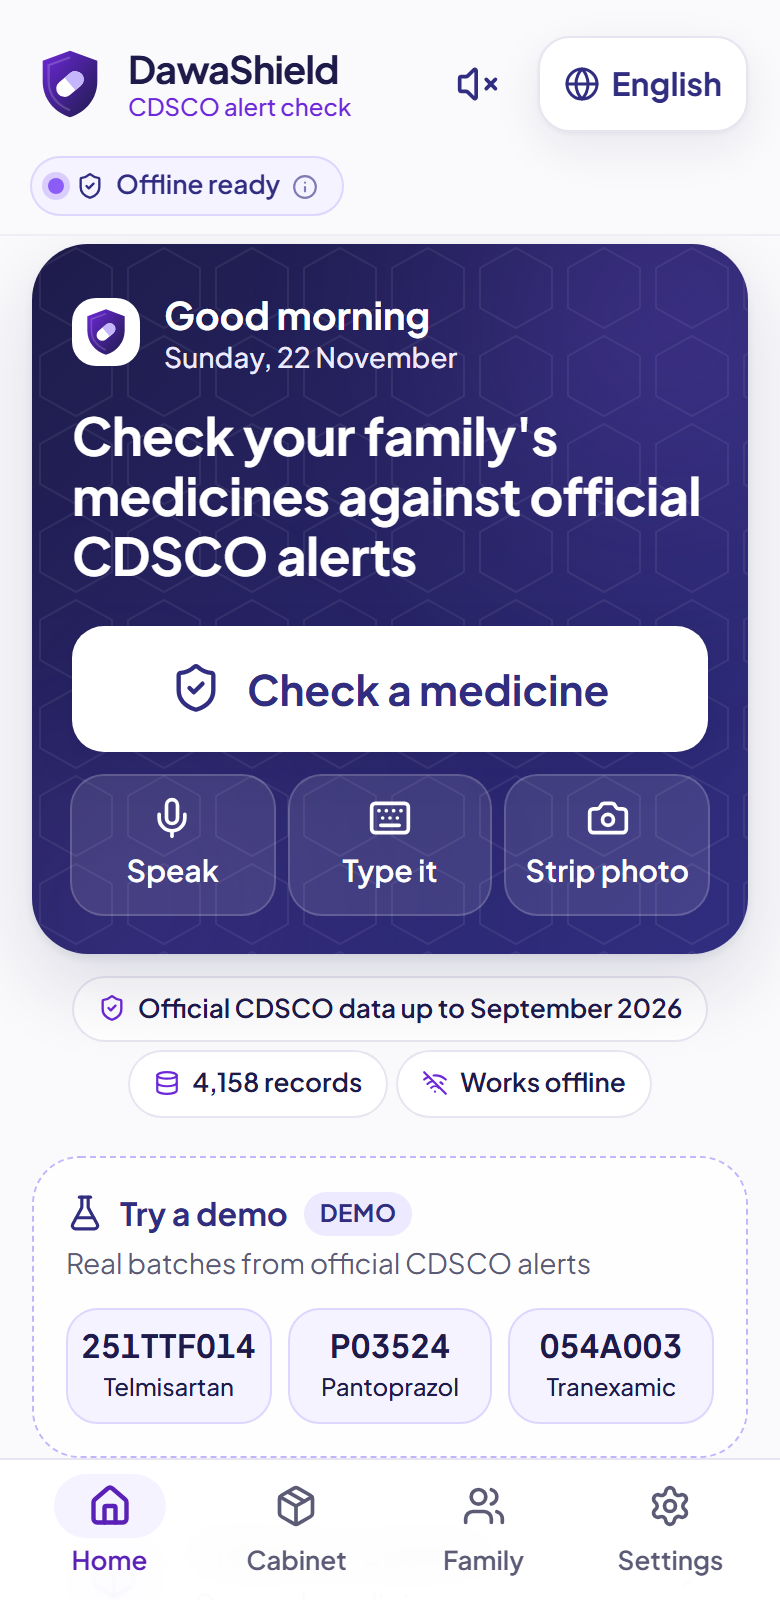 DawaShield
CDSCO alert check
English
Offline ready
Good morning
Sunday, 22 November
Check your family's
medicines against official
CDSCO alerts
Check a medicine
Speak
Type it
Strip photo
Official CDSCO data up to September 2026
4,158 records
Works offline
Try a demo
DEMO
Real batches from official CDSCO alerts
251TTF014
Telmisartan
P03524
Pantoprazol
054A003
Tranexamic
Home
Cabinet
Family
Settings